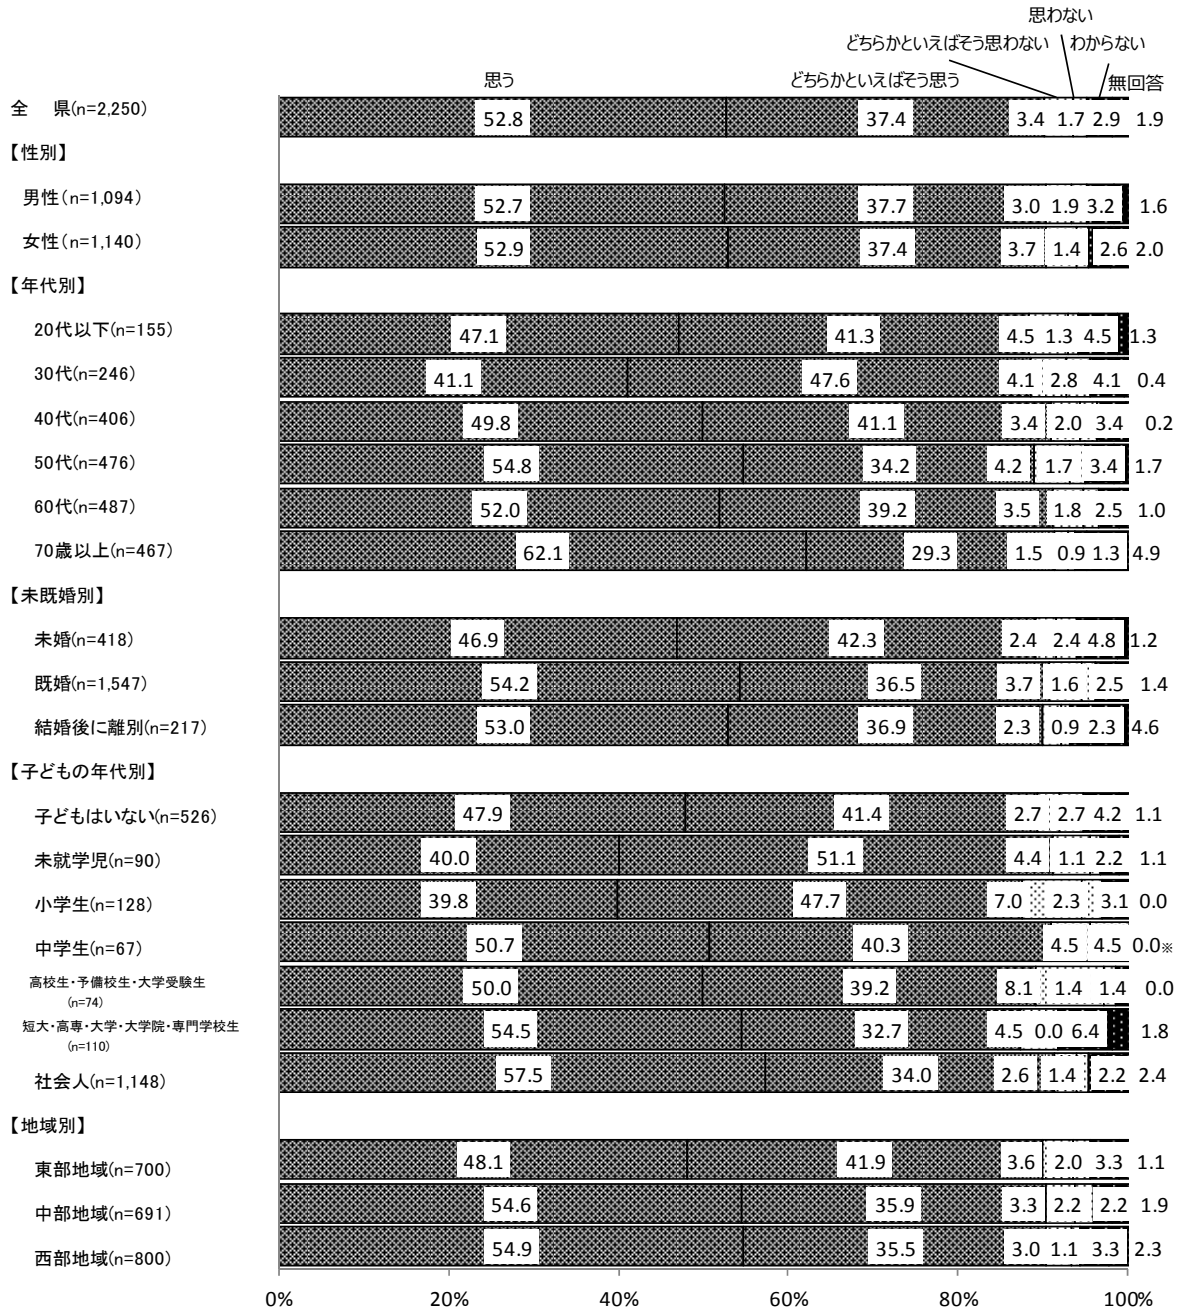 思わない
どちらかといえばそう思わない わからない
思う どちらかといえばそう思う 無回答
全　県(n=2,250) 52.8 37.4 3.4 1.7 2.9 1.9
【性別】
男性(n=1,094) 52.7 37.7 3.0 1.9 3.2 1.6
女性(n=1,140) 52.9 37.4 3.7 1.4 2.6 2.0
【年代別】
20代以下(n=155) 47.1 41.3 4.5 1.3 4.5 1.3
30代(n=246) 41.1 47.6 4.1 2.8 4.1 0.4
40代(n=406) 49.8 41.1 3.4 2.0 3.4 0.2
50代(n=476) 54.8 34.2 4.2 1.7 3.4 1.7
60代(n=487) 52.0 39.2 3.5 1.8 2.5 1.0
70歳以上(n=467) 62.1 29.3 1.5 0.9 1.3 4.9
【未既婚別】
未婚(n=418) 46.9 42.3 2.4 2.4 4.8 1.2
既婚(n=1,547) 54.2 36.5 3.7 1.6 2.5 1.4
結婚後に離別(n=217) 53.0 36.9 2.3 0.9 2.3 4.6
【子どもの年代別】
子どもはいない(n=526) 47.9 41.4 2.7 2.7 4.2 1.1
未就学児(n=90) 40.0 51.1 4.4 1.1 2.2 1.1
小学生(n=128) 39.8 47.7 7.0 2.3 3.1 0.0
中学生(n=67) 50.7 40.3 4.5 4.5 0.0※
高校生・予備校生・大学受験生
(n=74) 50.0 39.2 8.1 1.4 1.4 0.0
短大・高専・大学・大学院・専門学校生
(n=110) 54.5 32.7 4.5 0.0 6.4 1.8
社会人(n=1,148) 57.5 34.0 2.6 1.4 2.2 2.4
【地域別】
東部地域(n=700) 48.1 41.9 3.6 2.0 3.3 1.1
中部地域(n=691) 54.6 35.9 3.3 2.2 2.2 1.9
西部地域(n=800) 54.9 35.5 3.0 1.1 3.3 2.3
0% 20% 40% 60% 80% 100%